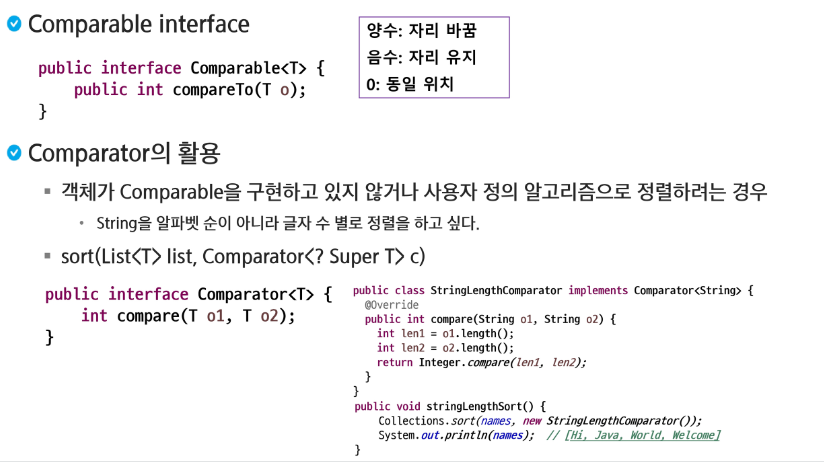 Comparable interface
public interface Comparable<T> {
public int compareTo(T o);
}
양수: 자리 바꿈
음수: 자리 유지
0: 동일 위치
Comparator의 활용
객체가 Comparable을 구현하고 있지 않거나 사용자 정의 알고리즘으로 정렬하려는 경우
String을 알파벳 순이 아니라 글자 수 별로 정렬을 하고 싶다.
sort(List<T> list, Comparator<? Super T> c)
public interface Comparator<T> {
int compare(T o1, T o2);
}
public class StringLengthComparator implements Comparator<String> {
@Override
public int compare(String o1, String o2) {
int len1 = o1.length();
int len2 = o2.length();
return Integer.compare(len1, len2);
}
}
public void stringLengthSort() {
Collections.sort(names, new StringLengthComparator());
System.out.println(names); // [Hi, Java, World, Welcome]
}